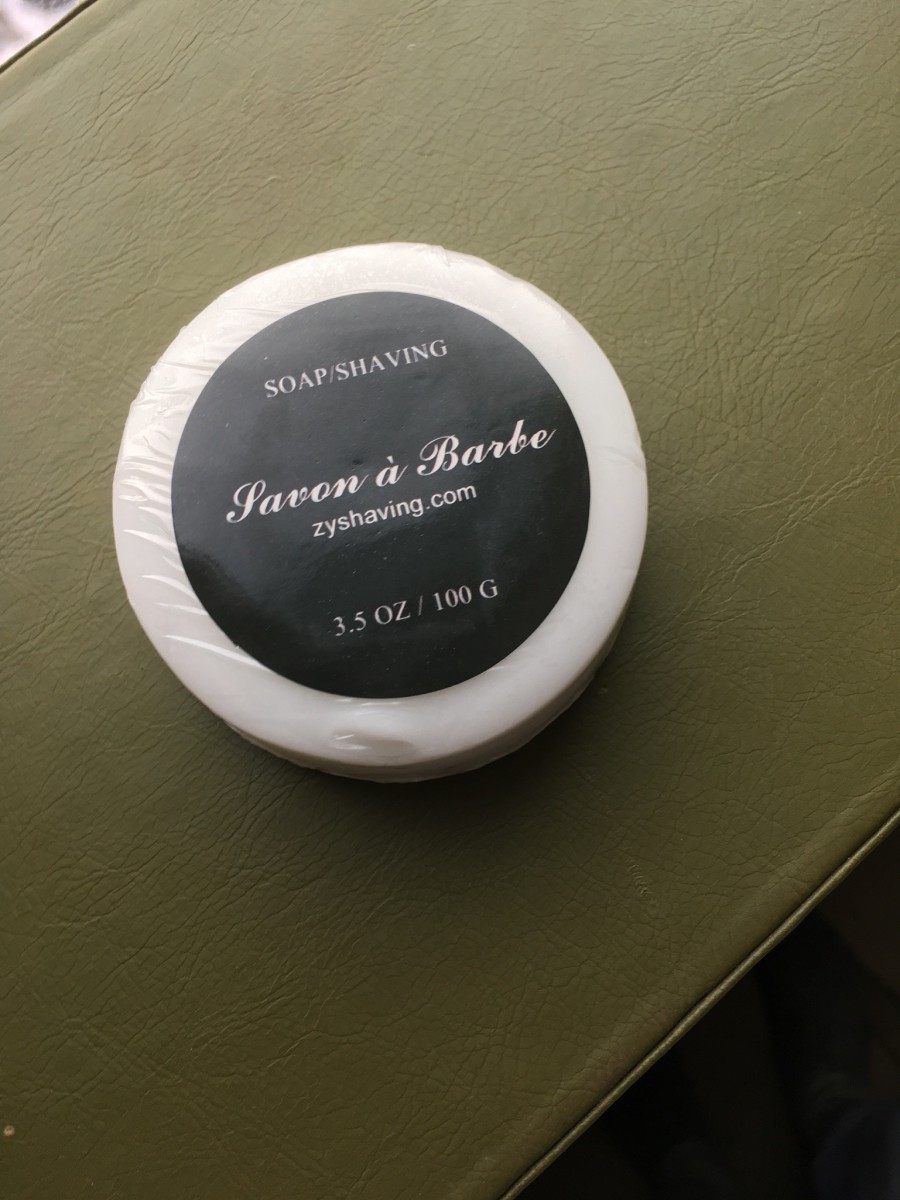 SOAP/SHAVING
Savon à Barbe
zyshaving.com
3.5 OZ / 100 G